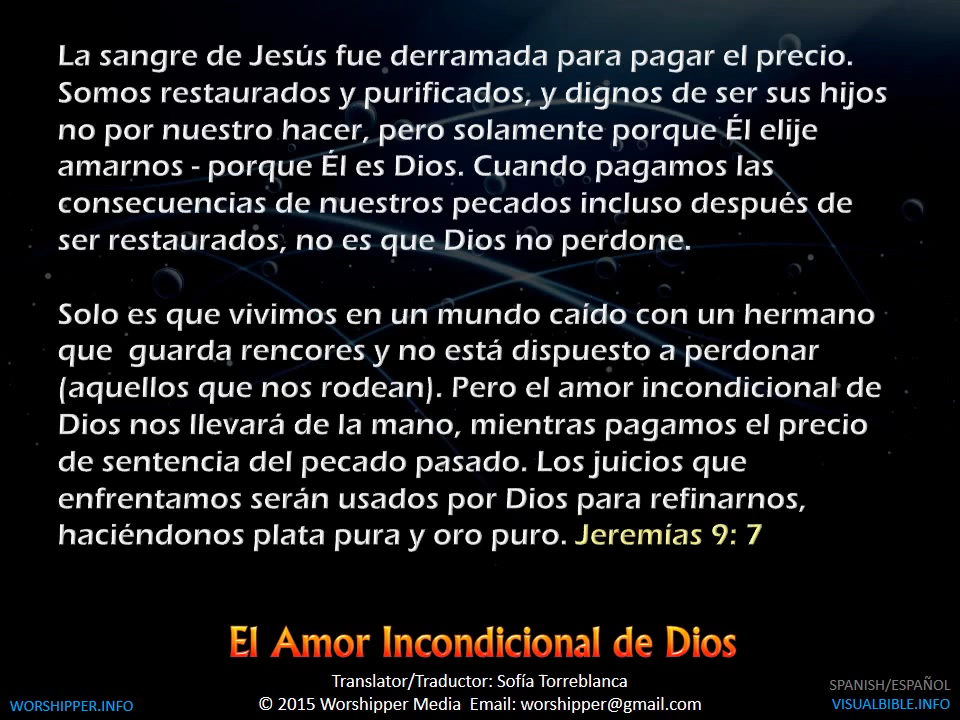 La sangre de Jesús fue derramada para pagar el precio.
Somos restaurados y purificados, y dignos de ser sus hijos
no por nuestro hacer, pero solamente porque Él elije
amarnos - porque Él es Dios. Cuando pagamos las
consecuencias de nuestros pecados incluso después de
ser restaurados, no es que Dios no perdone.

Solo es que vivimos en un mundo caído con un hermano
que  guarda rencores y no está dispuesto a perdonar
(aquellos que nos rodean). Pero el amor incondicional de
Dios nos llevará de la mano, mientras pagamos el precio
de sentencia del pecado pasado. Los juicios que
enfrentamos serán usados por Dios para refinarnos,
haciéndonos plata pura y oro puro. Jeremías 9: 7

El Amor Incondicional de Dios
Translator/Traductor: Sofía Torreblanca
© 2015 Worshipper Media  Email: worshipper@gmail.com
WORSHIPPER.INFO
SPANISH/ESPAÑOL
VISUALBIBLE.INFO